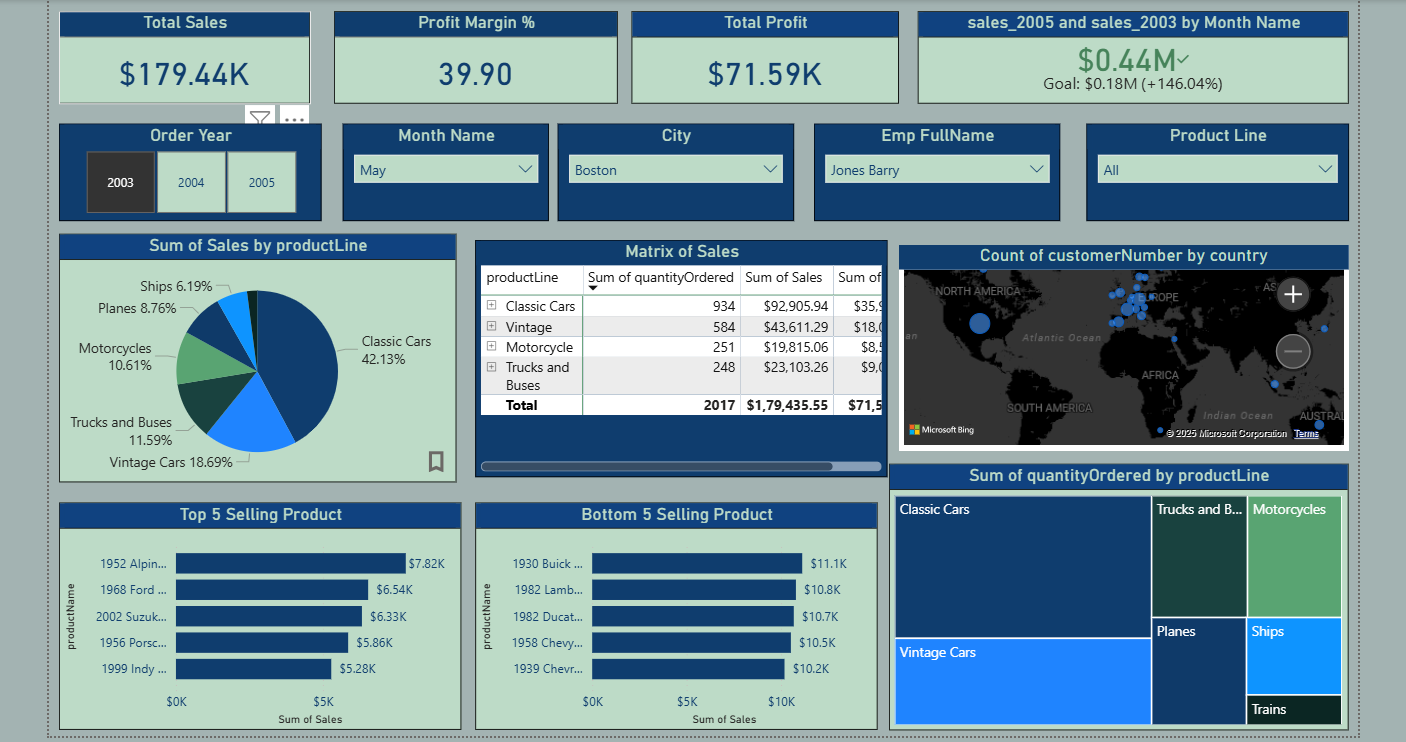 Total Sales
$179.44K
Profit Margin %
39.90
Total Profit
$71.59K
sales_2005 and sales_2003 by Month Name
$0.44M
Goal: $0.18M (+146.04%)
Order Year
2003
2004
2005
Month Name
May
City
Boston
Emp FullName
Jones Barry
Product Line
All
Sum of Sales by productLine
Ships 6.19%
Planes 8.76%
Motorcycles
10.61%
Trucks and Buses
11.59%
Vintage Cars 18.69%
Classic Cars
42.13%
Matrix of Sales
productLine Sum of quantityOrdered Sum of Sales Sum of
Classic Cars 934 $92,905.94 $35,9
Vintage 584 $43,611.29 $18,0
Motorcycle 251 $19,815.06 $8,5
Trucks and 248 $23,103.26 $9,0
Buses
Total 2017 $1,79,435.55 $71,5
Count of customerNumber by country
NORTH AMERICA
EUROPE
AS
an
Atlantic Ocean
AFRICA
SOUTH AMERICA
Indian Ocean
AUSTRAL
Microsoft Bing
© 2025 Microsoft Corporation Terms
Top 5 Selling Product
productName
1952 Alpin... $7.82K
1968 Ford ... $6.54K
2002 Suzuk... $6.33K
1956 Porsc... $5.86K
1999 Indy ... $5.28K
$0K $5K
Sum of Sales
Bottom 5 Selling Product
productName
1930 Buick ... $11.1K
1982 Lamb... $10.8K
1982 Ducat... $10.7K
1958 Chevy... $10.5K
1939 Chevr... $10.2K
$0K $5K $10K
Sum of Sales
Sum of quantityOrdered by productLine
Classic Cars
Vintage Cars
Trucks and B...
Motorcycles
Planes
Ships
Trains